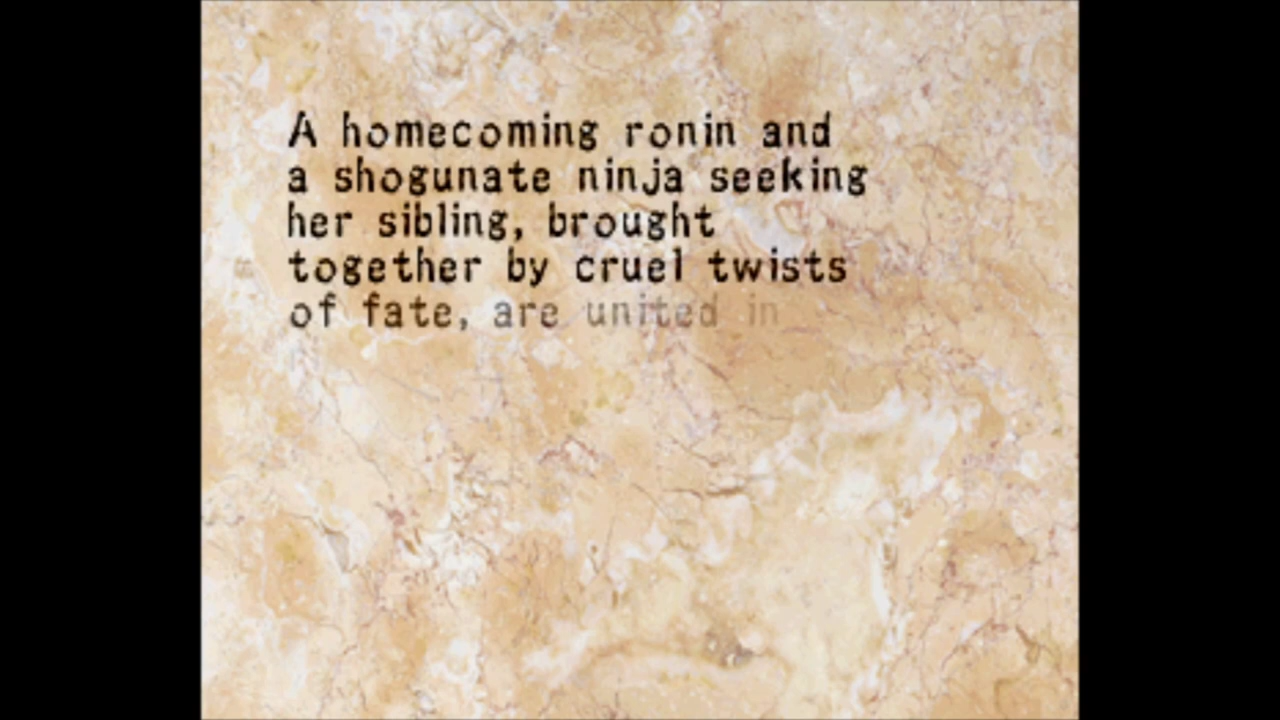 A homecoming ronin and
a shogunate ninja seeking
her sibling, brought
together by cruel twists
of fate, are united in